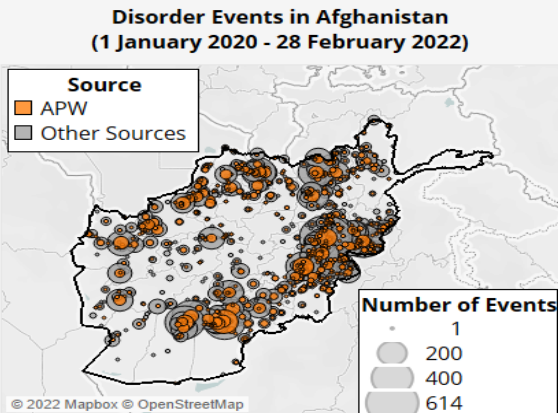 Disorder Events in Afghanistan
(1 January 2020 - 28 February 2022)
Source
APW
Other Sources
Number of Events
1
200
400
614
© 2022 Mapbox © OpenStreetMap